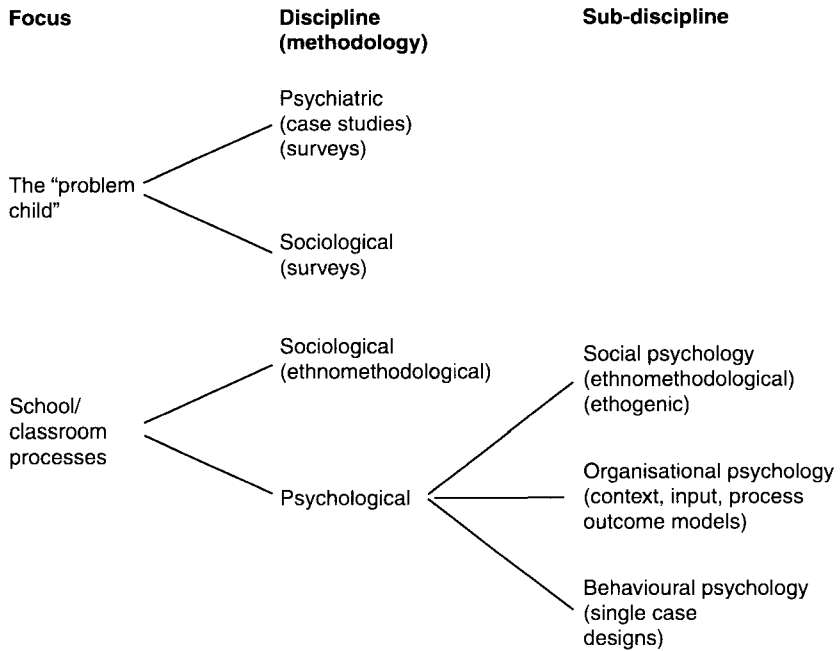 Focus
Discipline
(methodology)
Sub-discipline
Psychiatric
(case studies)
(surveys)
The “problem
child”
Sociological
(surveys)
Sociological
(ethnomethodological)
School/
classroom
processes
Psychological
Social psychology
(ethnomethodological)
(ethogenic)
Organisational psychology
(context, input, process
outcome models)
Behavioural psychology
(single case
designs)